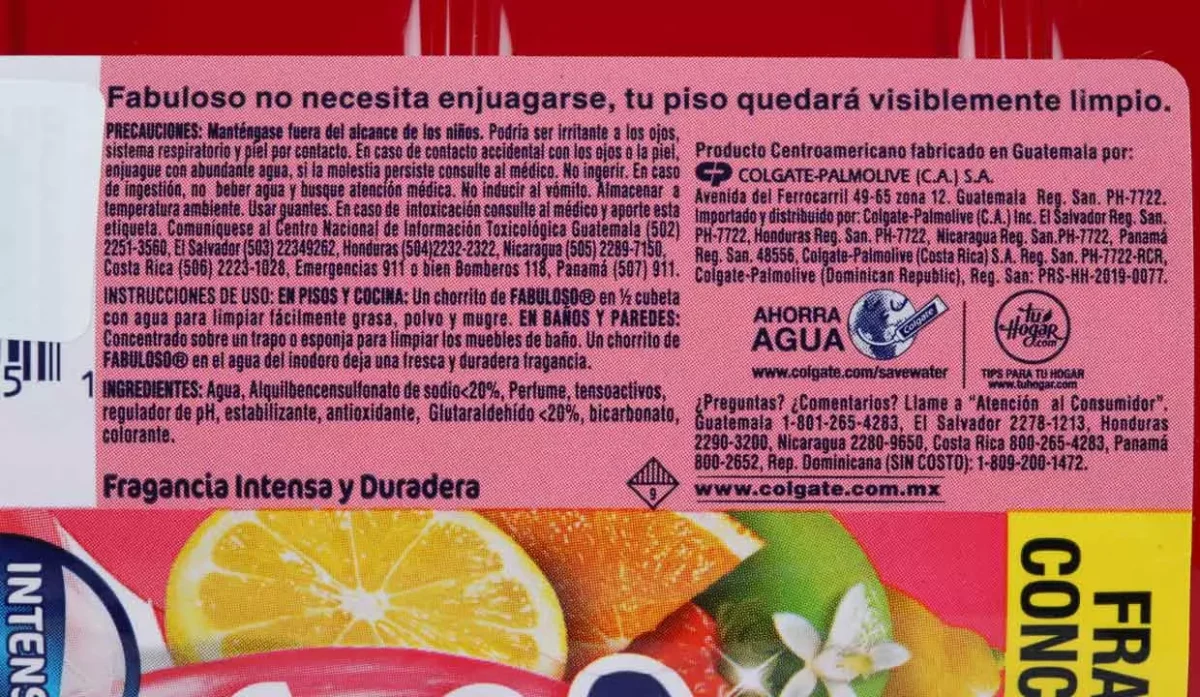 Fabuloso no necesita enjuagarse, tu piso quedará visiblemente limpio.
PRECAUCIONES: Manténgase fuera del alcance de los niños. Podría ser irritante a los ojos,
sistema respiratorio y piel por contacto. En caso de contacto accidental con los ojos o la piel,
enjuague con abundante agua, si la molestia persiste consulte al médico. No ingerir. En caso
de ingestión, no beber agua y busque atención médica. No inducir al vómito. Almacenar a
temperatura ambiente. Usar guantes. En caso de intoxicación consulte al médico y aporte esta
etiqueta. Comuniquese al Centro Nacional de Información Toxicológica Guatemala (502)
2251-3560, El Salvador (503) 22349262, Honduras (504)2232-2322, Nicaragua (505) 2289-7150,
Costa Rica (506) 2223-1028, Emergencias 911 o bien Bomberos 118, Panamá (507) 911.
INSTRUCCIONES DE USO: EN PISOS Y COCINA: Un chorrito de FABULOSO® en ½ cubeta
con agua para limpiar fácilmente grasa, polvo y mugre. EN BAÑOS Y PAREDES:
Concentrado sobre un trapo o esponja para limpiar los muebles de baño. Un chorrito de
FABULOSO® en el agua del inodoro deja una fresca y duradera fragancia.
INGREDIENTES: Agua, Alquilbencensulfonato de sodio<20%, Perfume, tensoactivos,
regulador de pH, estabilizante, antioxidante, Glutaraldehído <20%, bicarbonato,
colorante.
Fragancia Intensa y Duradera
9
Producto Centroamericano fabricado en Guatemala por:
CP COLGATE-PALMOLIVE (C.A.) S.A.
Avenida del Ferrocarril 49-65 zona 12. Guatemala Reg. San. PH-7722.
Importado y distribuido por: Colgate-Palmolive (C.A.) Inc. El Salvador Reg. San.
PH-7722, Honduras Reg. San. PH-7722, Nicaragua Reg. San.PH-7722, Panamá
Reg. San. 48556, Colgate-Palmolive (Costa Rica) S.A. Reg. San. PH-7722-RCR,
Colgate-Palmolive (Dominican Republic), Reg. San: PRS-HH-2019-0077.
AHORRA
AGUA
Colgate
www.colgate.com/savewater
tu
Hogar
.com
TIPS PARA TU HOGAR
www.tuhogar.com
¿Preguntas? ¿Comentarios? Llame a "Atención al Consumidor".
Guatemala 1-801-265-4283, El Salvador 2278-1213, Honduras
2290-3200, Nicaragua 2280-9650, Costa Rica 800-265-4283, Panamá
800-2652, Rep. Dominicana (SIN COSTO): 1-809-200-1472.
www.colgate.com.mx
5 1
INTENS
FRA
CONC